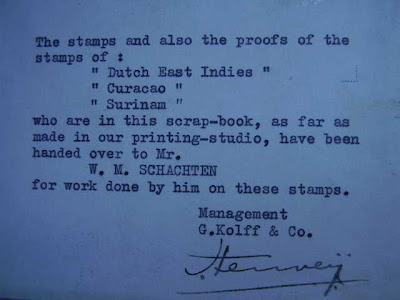 The stamps and also the proofs of the
stamps of :
" Dutch East Indies "
" Curacao "
" Surinam "
who are in this scrap-book, as far as
made in our printing-studio, have been
handed over to Mr.
W. M. SCHACHTEN
for work done by him on these stamps.
Management
G.Kolff & Co.